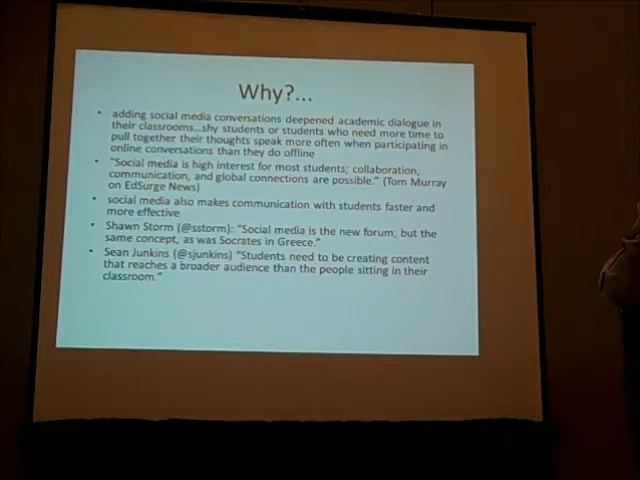 Why?...
• adding social media conversations deepened academic dialogue in
their classrooms...shy students or students who need more time to
pull together their thoughts speak more often when participating in
online conversations than they do offline
• "Social media is high interest for most students; collaboration,
communication, and global connections are possible." (Tom Murray
on EdSurge News)
• social media also makes communication with students faster and
more effective
• Shawn Storm (@sstorm): "Social media is the new forum, but the
same concept, as was Socrates in Greece."
• Sean Junkins (@sjunkins) "Students need to be creating content
that reaches a broader audience than the people sitting in their
classroom."